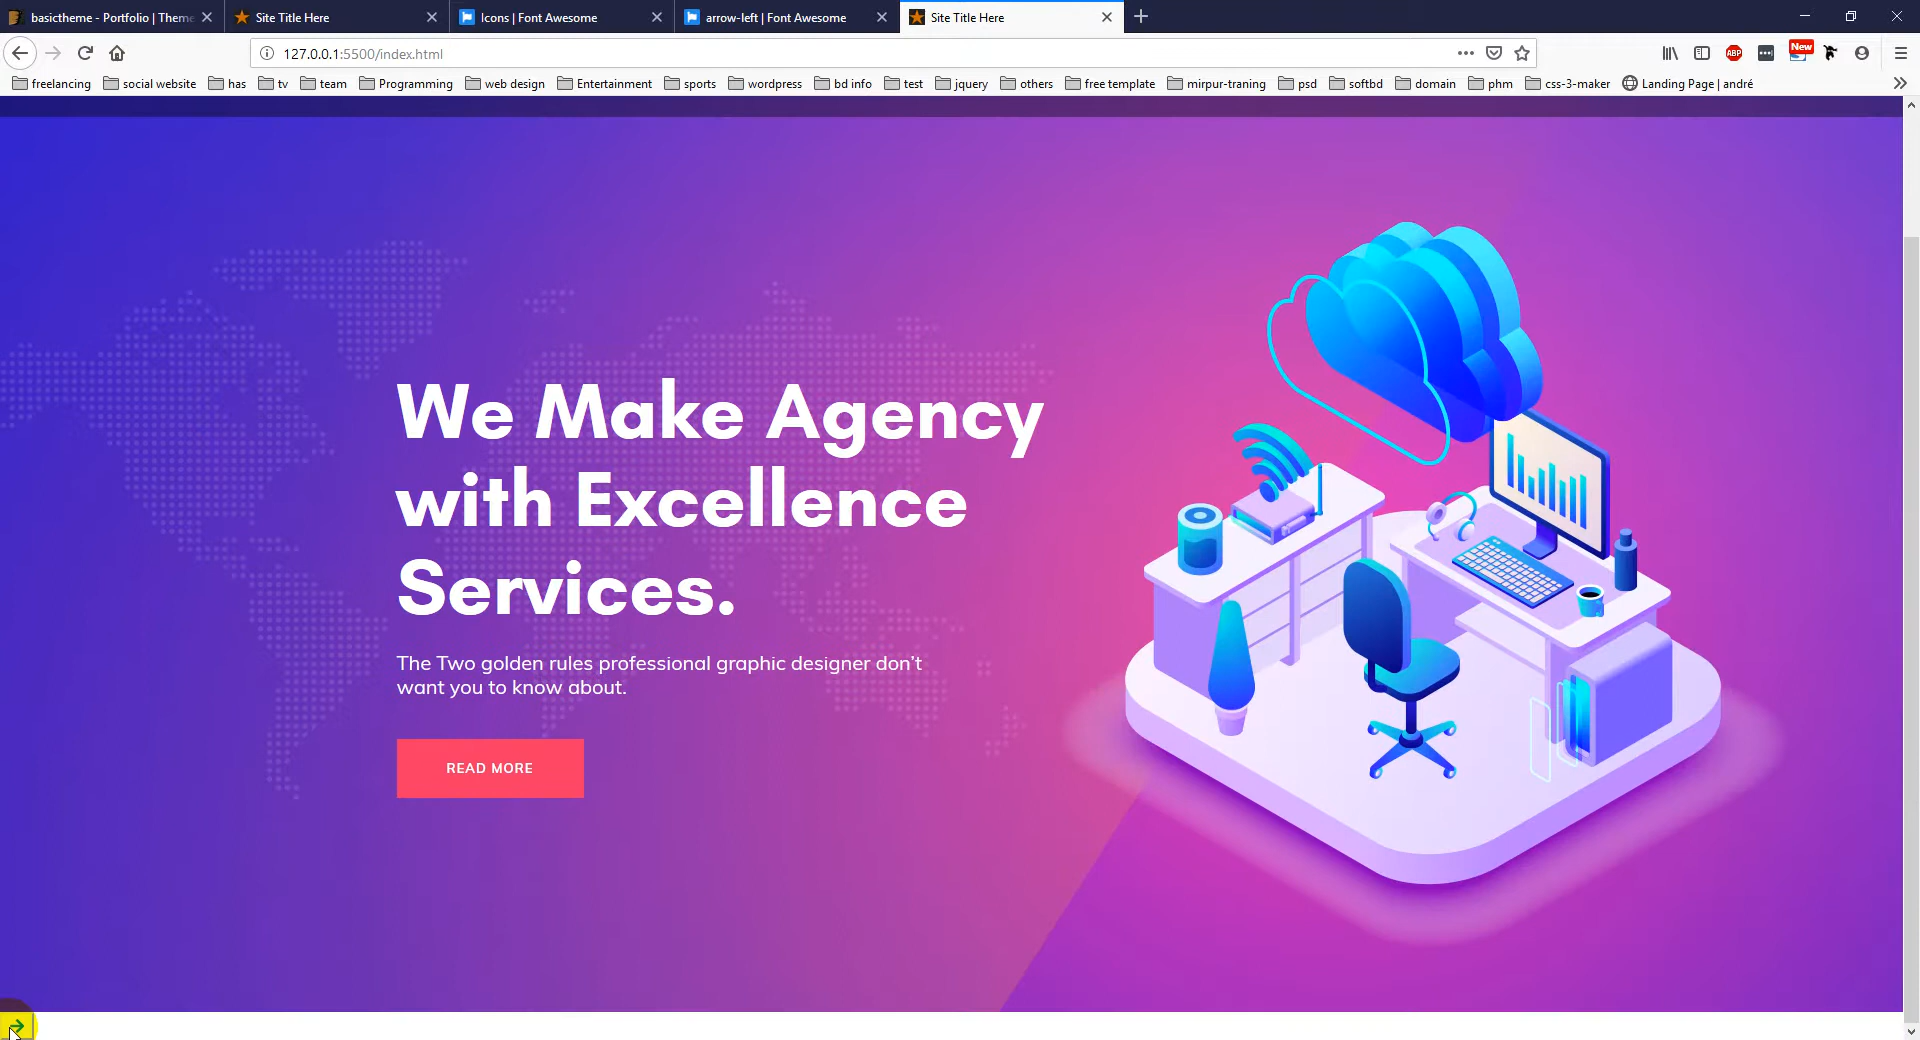 basictheme - Portfolio | Theme
Site Title Here
Icons | Font Awesome
arrow-left | Font Awesome
Site Title Here
127.0.0.1:5500/index.html
ABP
New
freelancing
social website
has
tv
team
Programming
web design
Entertainment
sports
wordpress
bd info
test
jquery
others
free template
mirpur-traning
psd
softbd
domain
phm
css-3-maker
Landing Page | andré
We Make Agency
with Excellence
Services.
The Two golden rules professional graphic designer don’t
want you to know about.
READ MORE